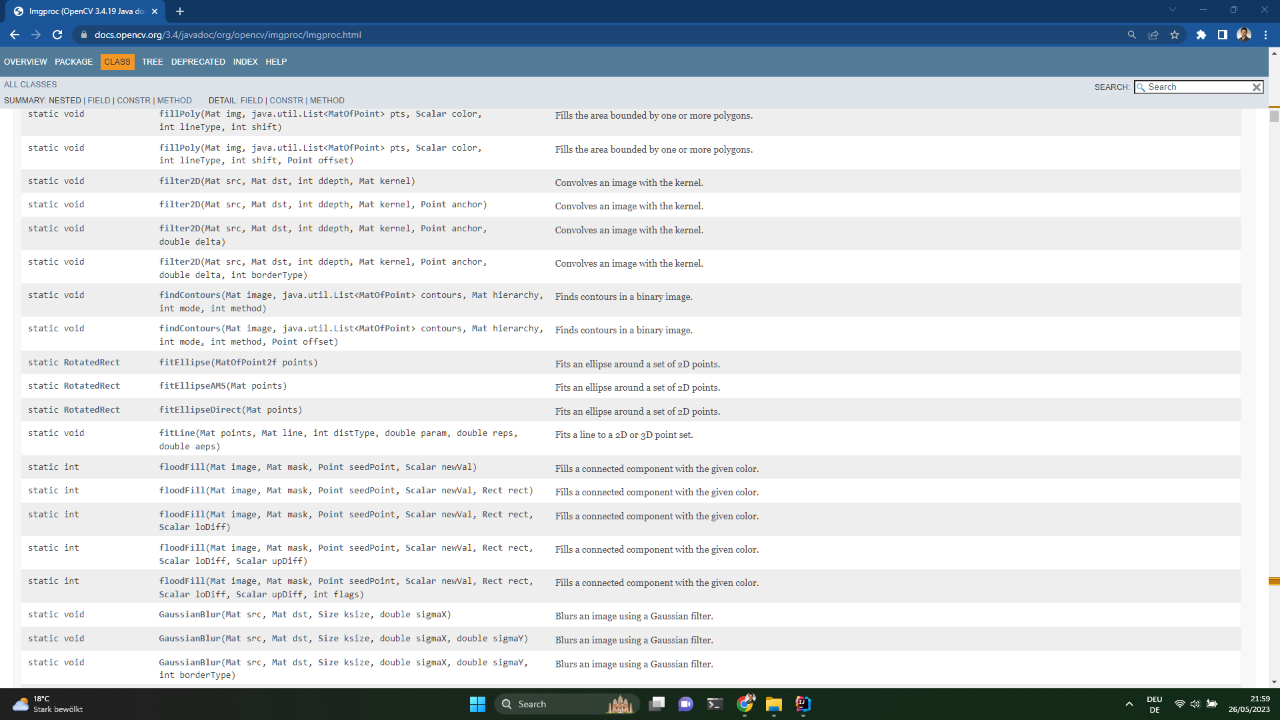 Imgproc (OpenCV 3.4.19 Java do
docs.opencv.org/3.4/javadoc/org/opencv/imgproc/Imgproc.html
OVERVIEW PACKAGE CLASS TREE DEPRECATED INDEX HELP
ALL CLASSES
SEARCH: Search
SUMMARY: NESTED | FIELD | CONSTR | METHOD DETAIL: FIELD | CONSTR | METHOD
static void fillPoly(Mat img, java.util.List<MatOfPoint> pts, Scalar color, Fills the area bounded by one or more polygons.
int lineType, int shift)
static void fillPoly(Mat img, java.util.List<MatOfPoint> pts, Scalar color, Fills the area bounded by one or more polygons.
int lineType, int shift, Point offset)
static void filter2D(Mat src, Mat dst, int ddepth, Mat kernel) Convolves an image with the kernel.
static void filter2D(Mat src, Mat dst, int ddepth, Mat kernel, Point anchor) Convolves an image with the kernel.
static void filter2D(Mat src, Mat dst, int ddepth, Mat kernel, Point anchor, Convolves an image with the kernel.
double delta)
static void filter2D(Mat src, Mat dst, int ddepth, Mat kernel, Point anchor, Convolves an image with the kernel.
double delta, int borderType)
static void findContours(Mat image, java.util.List<MatOfPoint> contours, Mat hierarchy, Finds contours in a binary image.
int mode, int method)
static void findContours(Mat image, java.util.List<MatOfPoint> contours, Mat hierarchy, Finds contours in a binary image.
int mode, int method, Point offset)
static RotatedRect fitEllipse(MatOfPoint2f points) Fits an ellipse around a set of 2D points.
static RotatedRect fitEllipseAMS(Mat points) Fits an ellipse around a set of 2D points.
static RotatedRect fitEllipseDirect(Mat points) Fits an ellipse around a set of 2D points.
static void fitLine(Mat points, Mat line, int distType, double param, double reps, Fits a line to a 2D or 3D point set.
double aeps)
static int floodFill(Mat image, Mat mask, Point seedPoint, Scalar newVal) Fills a connected component with the given color.
static int floodFill(Mat image, Mat mask, Point seedPoint, Scalar newVal, Rect rect) Fills a connected component with the given color.
static int floodFill(Mat image, Mat mask, Point seedPoint, Scalar newVal, Rect rect, Fills a connected component with the given color.
Scalar loDiff)
static int floodFill(Mat image, Mat mask, Point seedPoint, Scalar newVal, Rect rect, Fills a connected component with the given color.
Scalar loDiff, Scalar upDiff)
static int floodFill(Mat image, Mat mask, Point seedPoint, Scalar newVal, Rect rect, Fills a connected component with the given color.
Scalar loDiff, Scalar upDiff, int flags)
static void GaussianBlur(Mat src, Mat dst, Size ksize, double sigmaX) Blurs an image using a Gaussian filter.
static void GaussianBlur(Mat src, Mat dst, Size ksize, double sigmaX, double sigmaY) Blurs an image using a Gaussian filter.
static void GaussianBlur(Mat src, Mat dst, Size ksize, double sigmaX, double sigmaY, Blurs an image using a Gaussian filter.
int borderType)
18°C
Stark bewölkt
Search
DEU
DE
21:59
26/05/2023